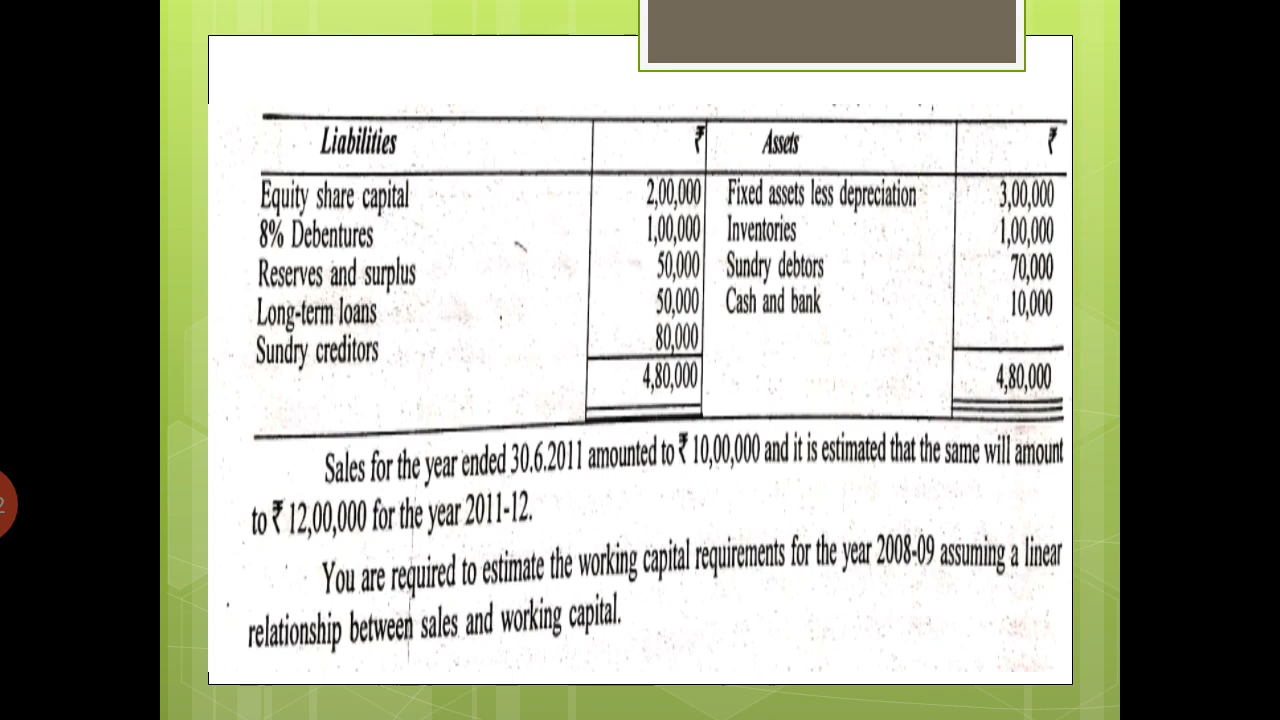 Liabilities ₹ Assets ₹
Equity share capital 2,00,000 Fixed assets less depreciation 3,00,000
8% Debentures 1,00,000 Inventories 1,00,000
Reserves and surplus 50,000 Sundry debtors 70,000
Long-term loans 50,000 Cash and bank 10,000
Sundry creditors 80,000
4,80,000 4,80,000
Sales for the year ended 30.6.2011 amounted to ₹ 10,00,000 and it is estimated that the same will amount
to ₹ 12,00,000 for the year 2011-12.
You are required to estimate the working capital requirements for the year 2008-09 assuming a linear
relationship between sales and working capital.
2